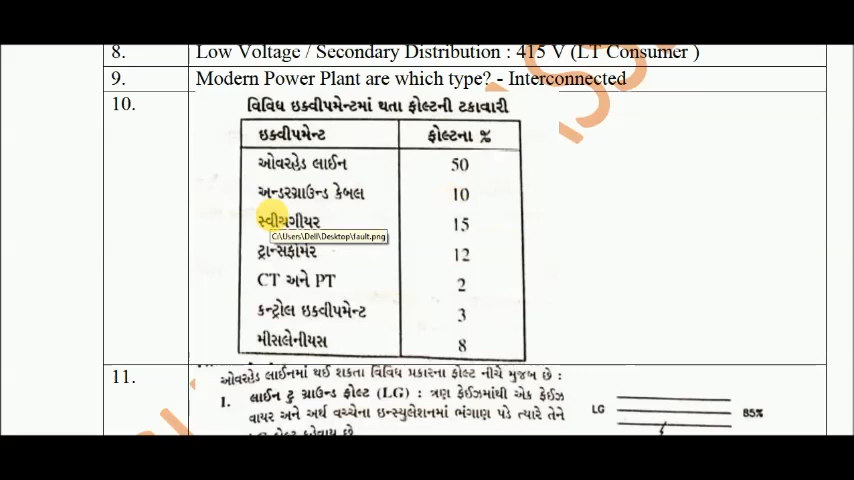 8. Low Voltage / Secondary Distribution : 415 V (LT Consumer )
9. Modern Power Plant are which type? - Interconnected
10. વિવિધ ઇક્વીપમેન્ટમાં થતા ફોલ્ટની ટકાવારી
ઇક્વીપમેન્ટ ફોલ્ટના %
ઓવરહેડ લાઈન 50
અન્ડરગ્રાઉન્ડ કેબલ 10
સ્વીચગીયર 15
C:\Users\Dell\Desktop\fault.png
ટ્રાન્સફોર્મર 12
CT અને PT 2
કન્ટ્રોલ ઇક્વીપમેન્ટ 3
મીસલેનીયસ 8
11. ઓવરહેડ લાઈનમાં થઈ શકતા વિવિધ પ્રકારના ફોલ્ટ નીચે મુજબ છે :
1. લાઈન ટુ ગ્રાઉન્ડ ફોલ્ટ (LG) : ત્રણ ફેઈઝમાંથી એક ફેઈઝ
વાયર અને અર્થ વચ્ચેના ઇન્સ્યુલેશનમાં ભંગાણ પડે ત્યારે તેને
LG 85%